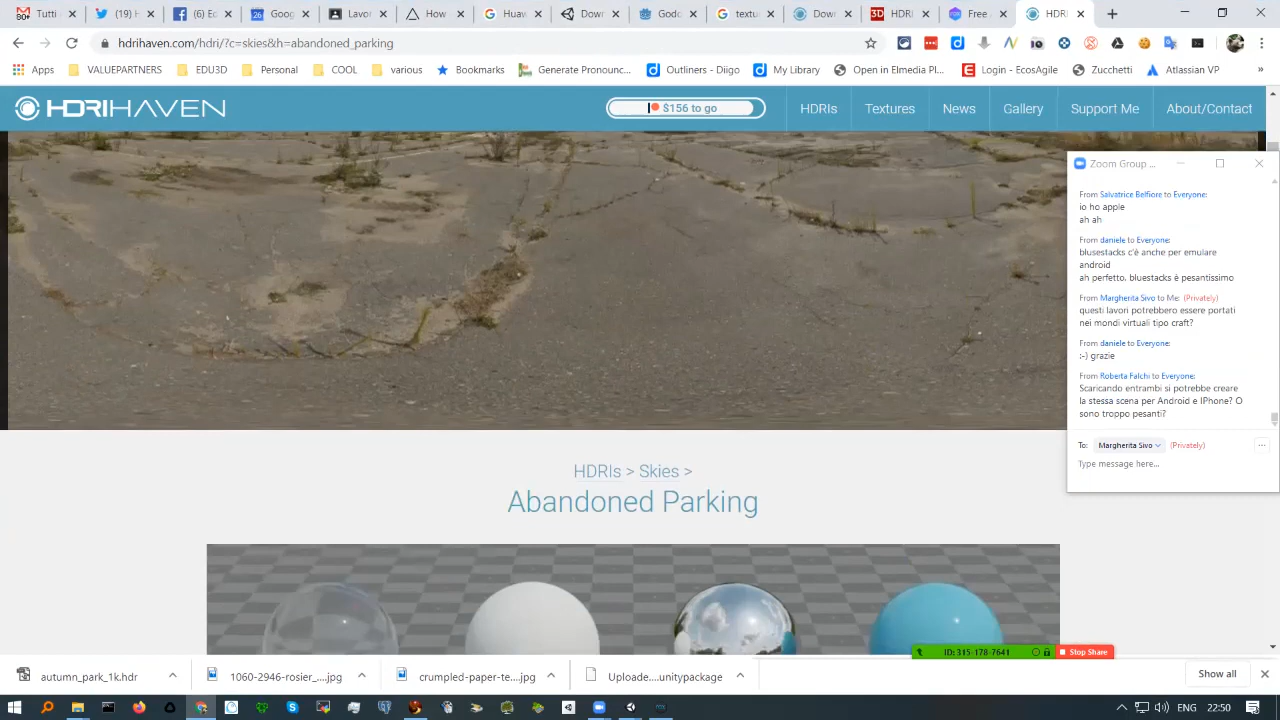 Tutti
(19) H
(6) Ed
Goog
Lavor
How
Huaw
Down
Godo
textu
Down
HDRI
Free
HDRI
hdrihaven.com/hdri/?c=skies&h=abandoned_parking
Apps
VALUEPARTNERS
EDU3D
Personal
COOL
various
Bookmarks
Generate Pronounc...
Outliners - Diigo
My Library
Open in Elmedia Pl...
Login - EcosAgile
Zucchetti
Atlassian VP
»
HDRIHAVEN
$156 to go
HDRIs
Textures
News
Gallery
Support Me
About/Contact
Zoom Group ...
From Salvatrice Belfiore to Everyone:
io ho apple
ah ah
From daniele to Everyone:
blusestacks c'è anche per emulare
android
ah perfetto, bluestacks è pesantissimo
From Margherita Sivo to Me: (Privately)
questi lavori potrebbero essere portati
nei mondi virtuali tipo craft?
From daniele to Everyone:
:-) grazie
From Roberta Falchi to Everyone:
Scaricando entrambi si potrebbe creare
la stessa scena per Android e IPhone? O
sono troppo pesanti?
To: Margherita Sivo (Privately)
Type message here...
HDRIs > Skies >
Abandoned Parking
ID: 315-178-7641
Stop Share
autumn_park_1k.hdr
1060-2946-rosier_....jpg
crumpled-paper-te....jpg
Uploade....unitypackage
Show all
ENG
22:50